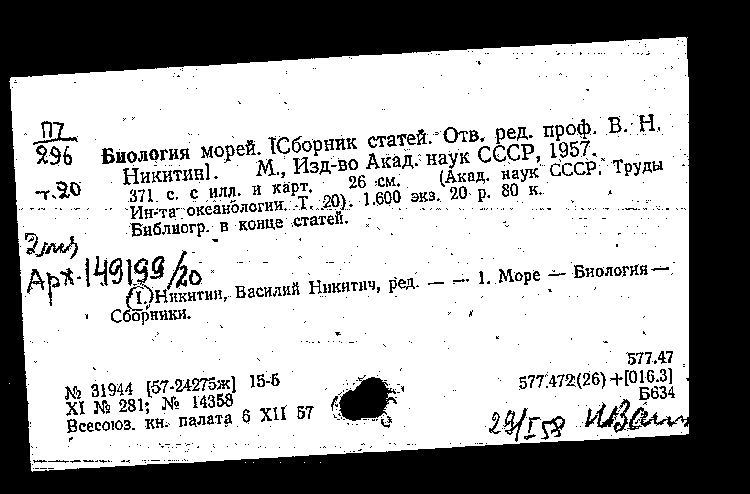 П7
296
т.20
Биология морей. [Сборник статей. Отв. ред. проф. В. Н.
Никитин]. М., Изд-во Акад. наук СССР, 1957.
371 с. с илл. и карт. 26 см. (Акад. наук СССР. Труды
Ин-та океанологии. Т. 20). 1.600 экз. 20 р. 80 к.
Библиогр. в конце статей.
Арх. 149199/20
1. Никитин, Василий Никитич, ред. — — 1. Море — Биология —
Сборники.
577.47
№ 31944 [57-24275ж] 15-5
577.472(26)+[016.3]
XI № 281; № 14358
Б634
Всесоюз. кн. палата 6 XII 57
29/I 58